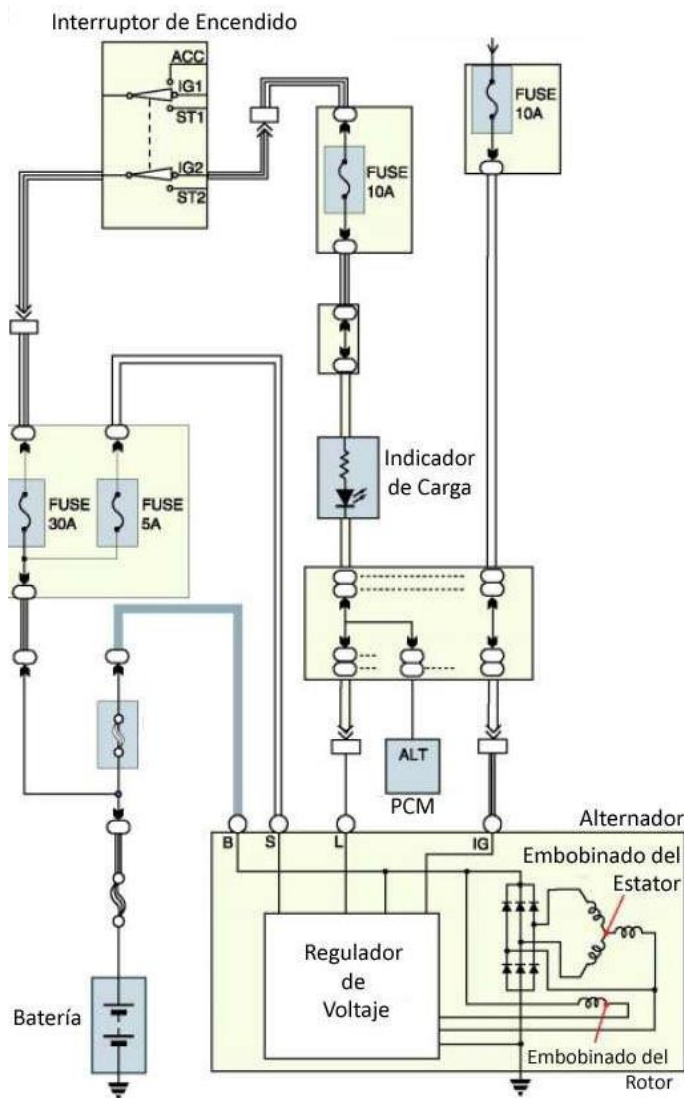 Interruptor de Encendido
ACC
IG1
ST1
IG2
ST2
FUSE
10A
FUSE
10A
Indicador
de Carga
FUSE
30A
FUSE
5A
ALT
PCM
Alternador
B
S
L
IG
Embobinado del
Estator
Regulador
de
Voltaje
Batería
Embobinado del
Rotor